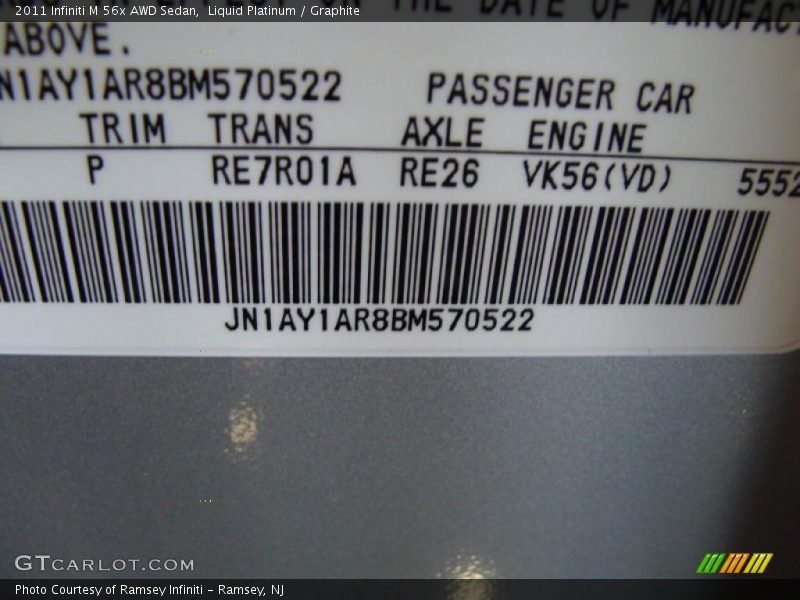 2011 Infiniti M 56x AWD Sedan, Liquid Platinum / Graphite
THE DATE OF MANUFAC
ABOVE.
N1AY1AR8BM570522 PASSENGER CAR
TRIM TRANS AXLE ENGINE
P RE7R01A RE26 VK56(VD) 5552
JN1AY1AR8BM570522
GTCARLOT.COM
Photo Courtesy of Ramsey Infiniti - Ramsey, NJ